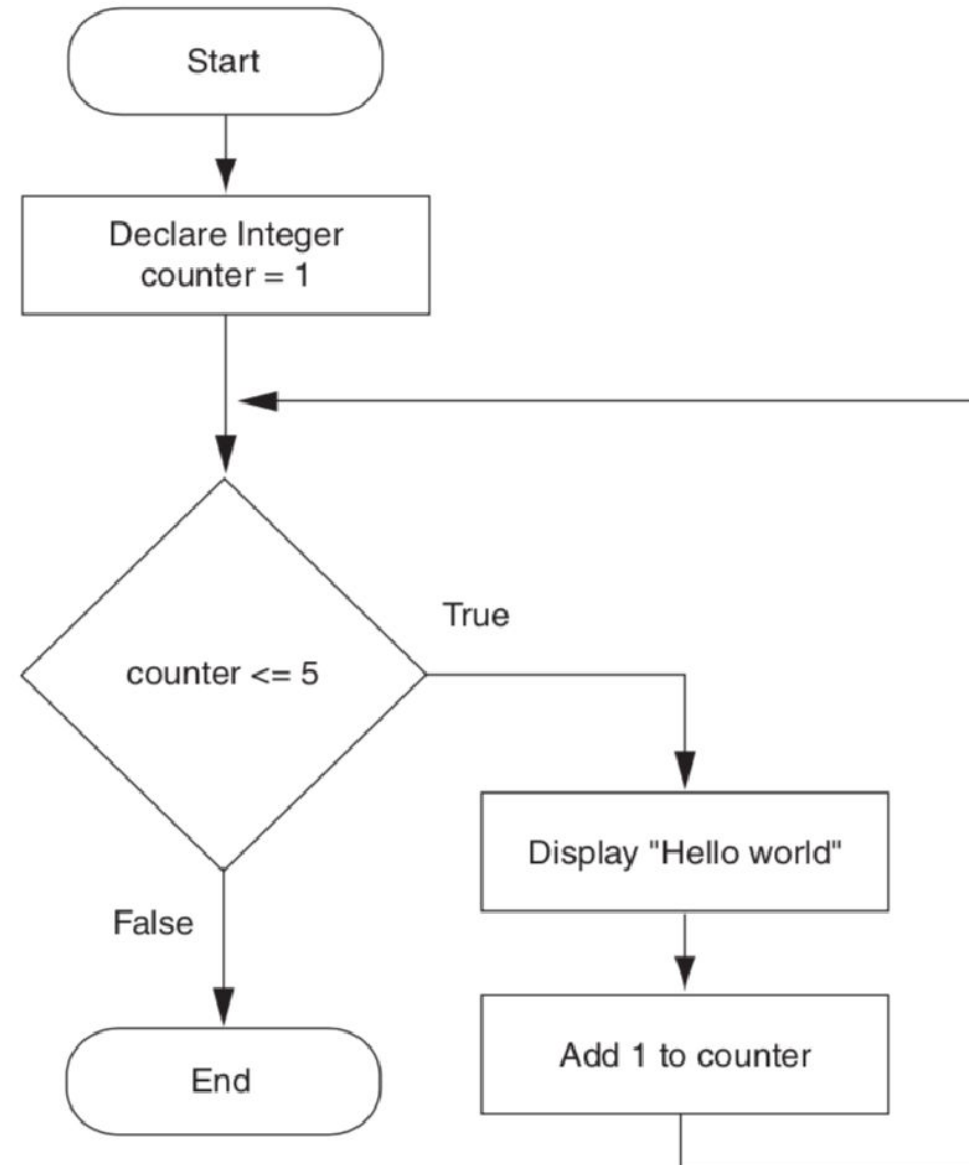 Start
Declare Integer
counter = 1
counter <= 5
True
Display "Hello world"
Add 1 to counter
False
End